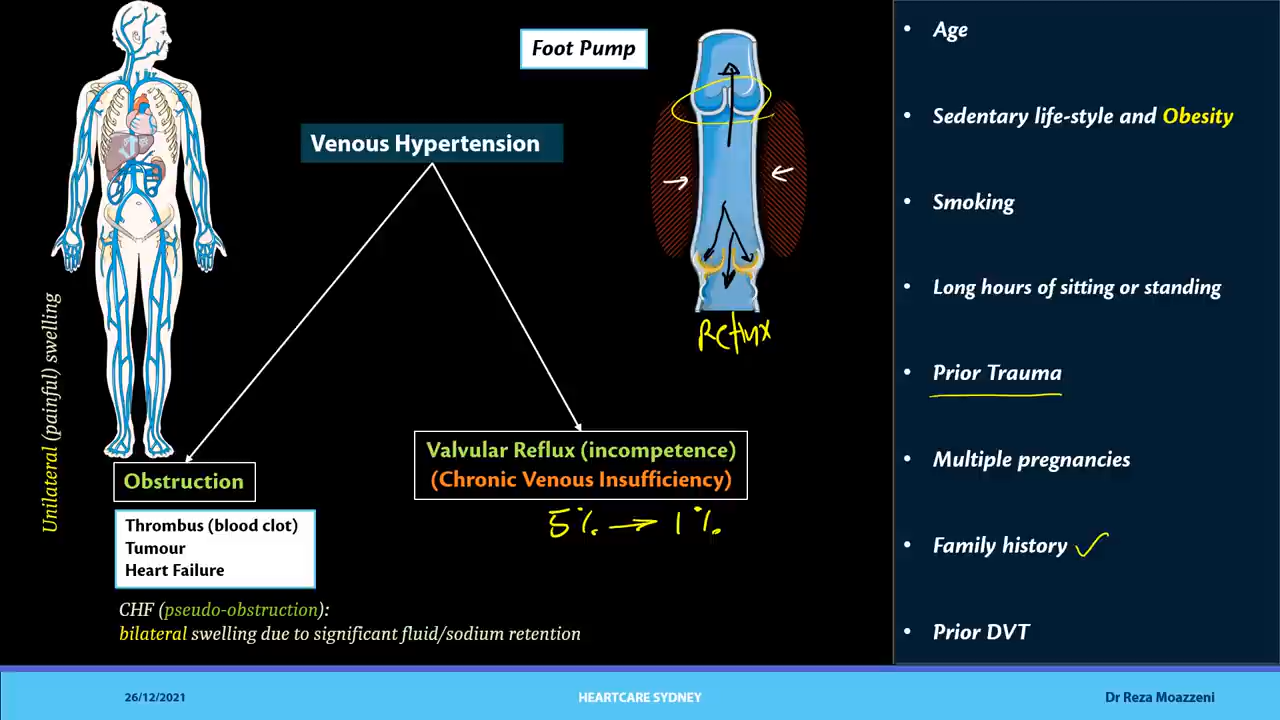 Foot Pump
Venous Hypertension
Reflux
Unilateral (painful) swelling
Obstruction
Thrombus (blood clot)
Tumour
Heart Failure
CHF (pseudo-obstruction):
bilateral swelling due to significant fluid/sodium retention
Valvular Reflux (incompetence)
(Chronic Venous Insufficiency)
5% → 1%
• Age
• Sedentary life-style and Obesity
• Smoking
• Long hours of sitting or standing
• Prior Trauma
• Multiple pregnancies
• Family history ✓
• Prior DVT
26/12/2021
HEARTCARE SYDNEY
Dr Reza Moazzeni